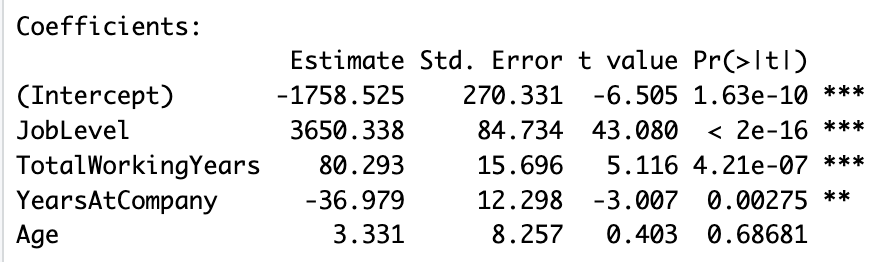 Coefficients:
                   Estimate Std. Error t value Pr(>|t|)
(Intercept)       -1758.525    270.331  -6.505 1.63e-10 ***
JobLevel           3650.338     84.734  43.080  < 2e-16 ***
TotalWorkingYears    80.293     15.696   5.116 4.21e-07 ***
YearsAtCompany      -36.979     12.298  -3.007  0.00275 **
Age                   3.331      8.257   0.403  0.68681